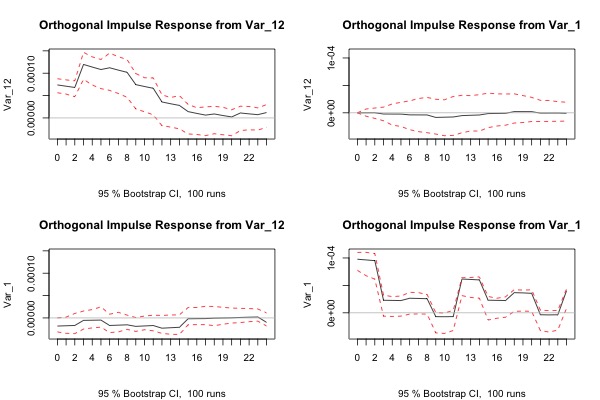 Orthogonal Impulse Response from Var_12
Var_12
0.00000 0.00010
0 2 4 6 8 10 13 16 19 22
95 % Bootstrap CI, 100 runs
Orthogonal Impulse Response from Var_1
Var_12
0e+00 1e-04
0 2 4 6 8 10 13 16 19 22
95 % Bootstrap CI, 100 runs
Orthogonal Impulse Response from Var_12
Var_1
0.00000 0.00010
0 2 4 6 8 10 13 16 19 22
95 % Bootstrap CI, 100 runs
Orthogonal Impulse Response from Var_1
Var_1
0e+00 1e-04
0 2 4 6 8 10 13 16 19 22
95 % Bootstrap CI, 100 runs